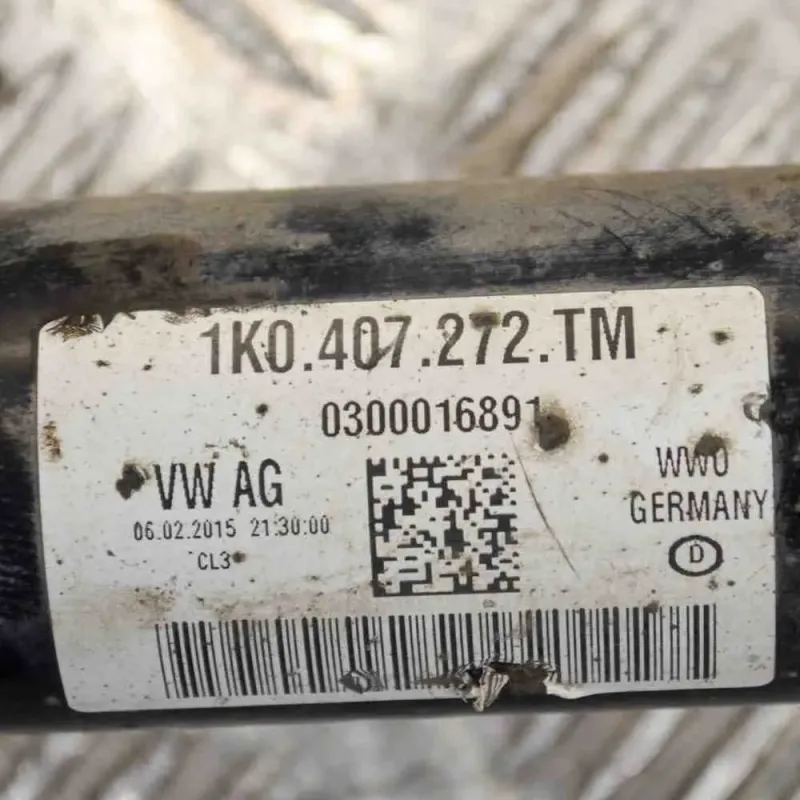 1K0.407.272.TM
0300016891
VW AG
06.02.2015 21:30:00
CL3
WWO
GERMANY
D